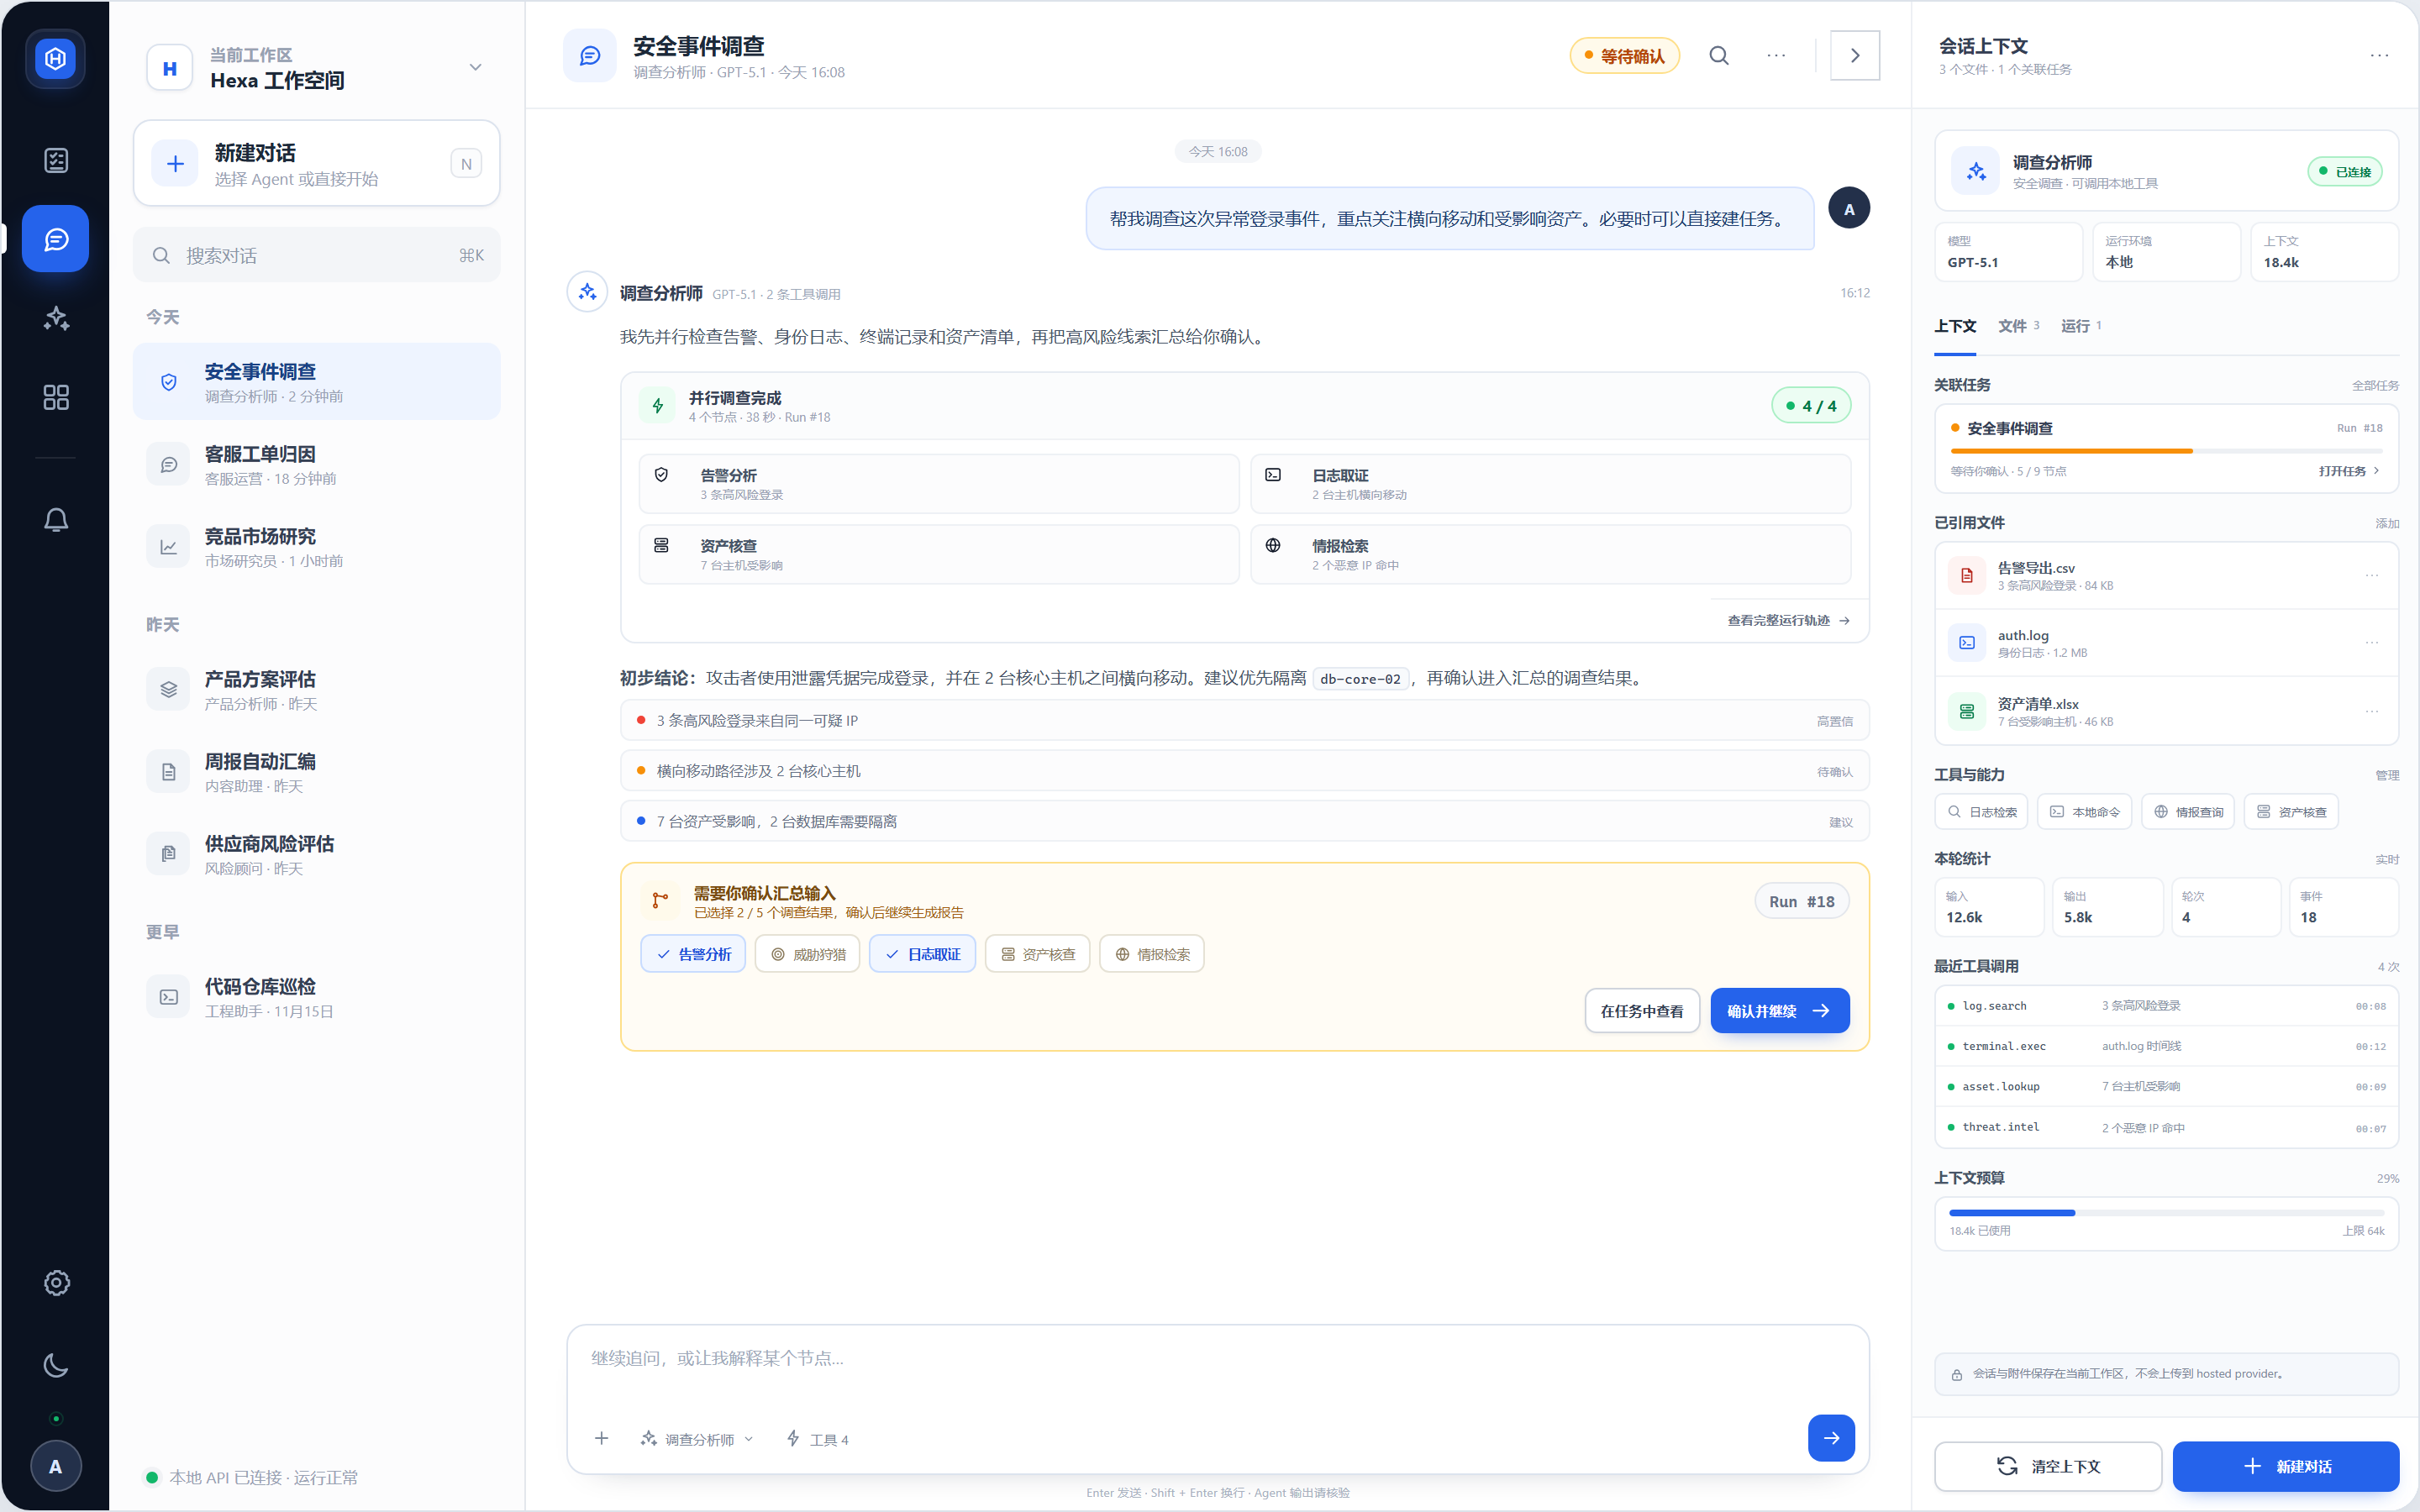 H
当前工作区
Hexa 工作空间
新建对话
选择 Agent 或直接开始
N
搜索对话
⌘K
今天
安全事件调查
调查分析师 · 2 分钟前
客服工单归因
客服运营 · 18 分钟前
竞品市场研究
市场研究员 · 1 小时前
昨天
产品方案评估
产品分析师 · 昨天
周报自动汇编
内容助理 · 昨天
供应商风险评估
风险顾问 · 昨天
更早
代码仓库巡检
工程助手 · 11月15日
A
本地 API 已连接 · 运行正常
安全事件调查
调查分析师 · GPT-5.1 · 今天 16:08
等待确认
今天 16:08
帮我调查这次异常登录事件，重点关注横向移动和受影响资产。必要时可以直接建任务。
A
调查分析师 GPT-5.1 · 2 条工具调用
16:12
我先并行检查告警、身份日志、终端记录和资产清单，再把高风险线索汇总给你确认。
并行调查完成
4 个节点 · 38 秒 · Run #18
4 / 4
告警分析
3 条高风险登录
日志取证
2 台主机横向移动
资产核查
7 台主机受影响
情报检索
2 个恶意 IP 命中
查看完整运行轨迹 →
初步结论：攻击者使用泄露凭据完成登录，并在 2 台核心主机之间横向移动。建议优先隔离 db-core-02，再确认进入汇总的调查结果。
3 条高风险登录来自同一可疑 IP
高置信
横向移动路径涉及 2 台核心主机
待确认
7 台资产受影响，2 台数据库需要隔离
建议
需要你确认汇总输入
已选择 2 / 5 个调查结果，确认后继续生成报告
Run #18
告警分析
威胁狩猎
日志取证
资产核查
情报检索
在任务中查看
确认并继续 →
继续追问，或让我解释某个节点...
调查分析师
工具 4
Enter 发送 · Shift + Enter 换行 · Agent 输出请核验
会话上下文
3 个文件 · 1 个关联任务
调查分析师
安全调查 · 可调用本地工具
已连接
模型
GPT-5.1
运行环境
本地
上下文
18.4k
上下文
文件 3
运行 1
关联任务
全部任务
安全事件调查
Run #18
等待你确认 · 5 / 9 节点
打开任务
已引用文件
添加
告警导出.csv
3 条高风险登录 · 84 KB
auth.log
身份日志 · 1.2 MB
资产清单.xlsx
7 台受影响主机 · 46 KB
工具与能力
管理
日志检索
本地命令
情报查询
资产核查
本轮统计
实时
输入
12.6k
输出
5.8k
轮次
4
事件
18
最近工具调用
4 次
log.search 3 条高风险登录 00:08
terminal.exec auth.log 时间线 00:12
asset.lookup 7 台主机受影响 00:09
threat.intel 2 个恶意 IP 命中 00:07
上下文预算
29%
18.4k 已使用
上限 64k
会话与附件保存在当前工作区，不会上传到 hosted provider。
清空上下文
新建对话